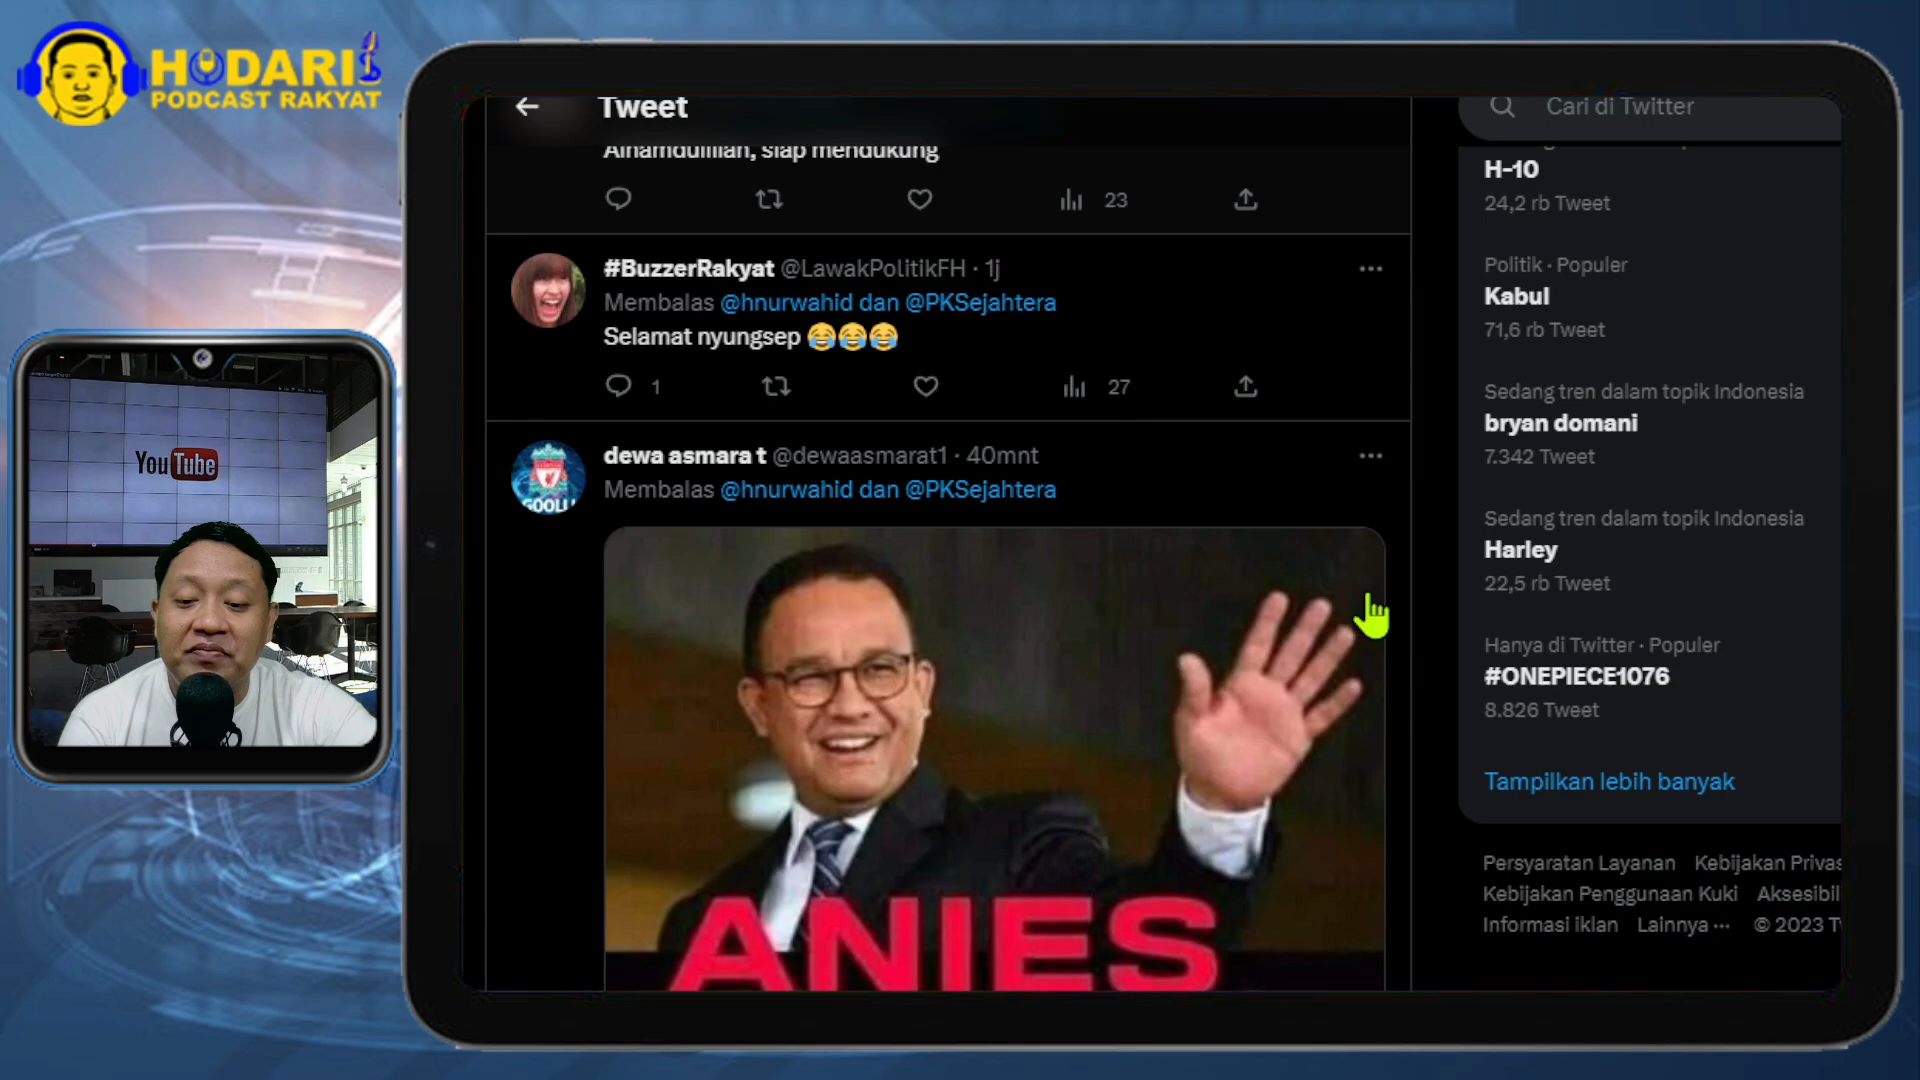 HODARI
PODCAST RAKYAT
YouTube
Tweet
Alhamdulillah, siap mendukung
23
#BuzzerRakyat @LawakPolitikFH · 1j
Membalas @hnurwahid dan @PKSejahtera
Selamat nyungsep 😂😂😂
1
27
dewa asmara t @dewaasmarat1 · 40mnt
Membalas @hnurwahid dan @PKSejahtera
GOOLL!
ANIES
Cari di Twitter
H-10
24,2 rb Tweet
Politik · Populer
Kabul
71,6 rb Tweet
Sedang tren dalam topik Indonesia
bryan domani
7.342 Tweet
Sedang tren dalam topik Indonesia
Harley
22,5 rb Tweet
Hanya di Twitter · Populer
#ONEPIECE1076
8.826 Tweet
Tampilkan lebih banyak
Persyaratan Layanan Kebijakan Privas
Kebijakan Penggunaan Kuki Aksesibil
Informasi iklan Lainnya ··· © 2023 Tw